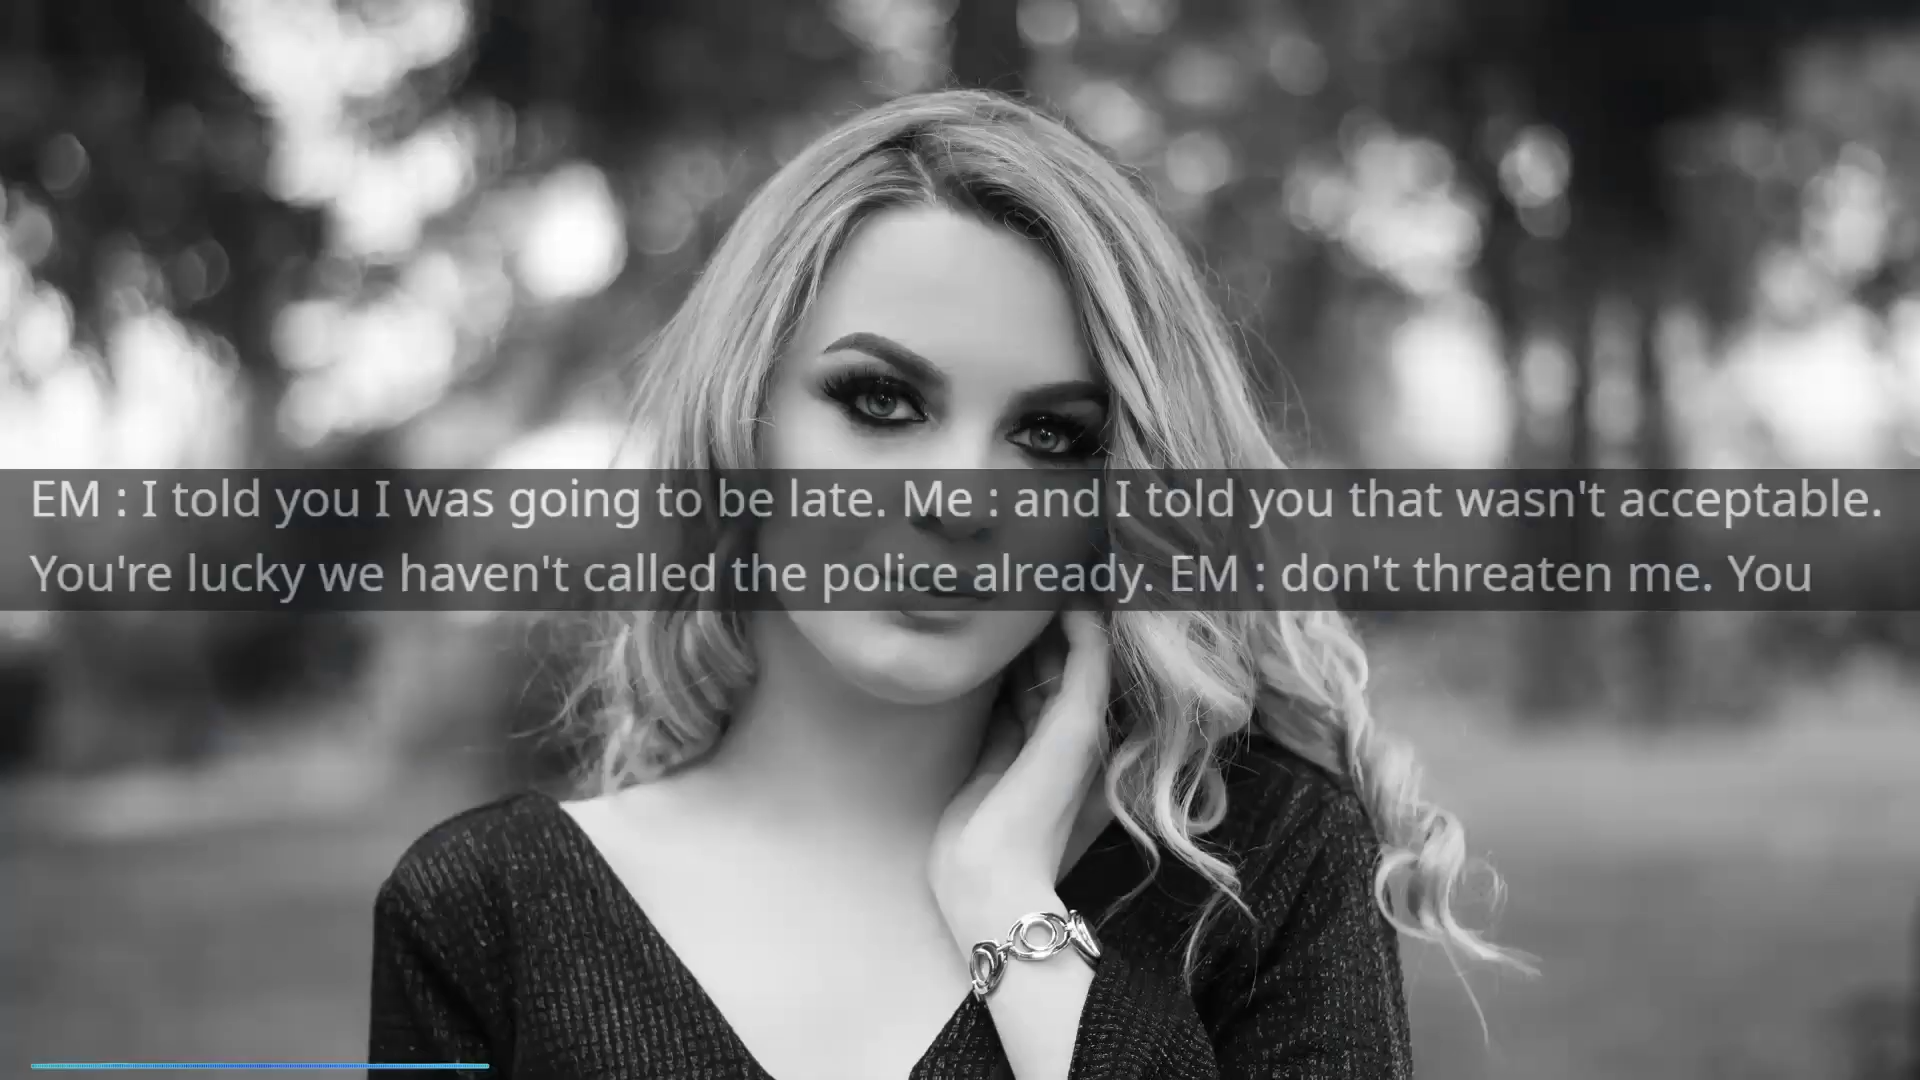 EM : I told you I was going to be late. Me : and I told you that wasn't acceptable.
You're lucky we haven't called the police already. EM : don't threaten me. You